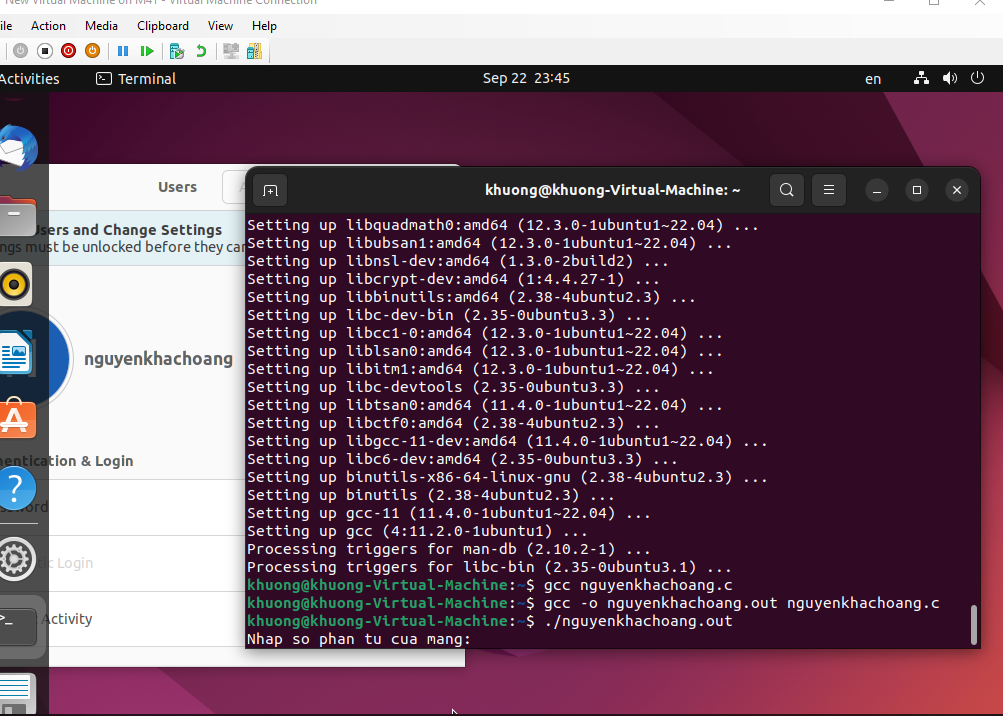 New Virtual Machine on M41 - Virtual Machine Connection
ile Action Media Clipboard View Help
Activities Terminal Sep 22 23:45 en
Users
Users and Change Settings
ngs must be unlocked before they can
nguyenkhachoang
entication & Login
ssword
ic Login
Activity
khuong@khuong-Virtual-Machine: ~
Setting up libquadmath0:amd64 (12.3.0-1ubuntu1~22.04) ...
Setting up libubsan1:amd64 (12.3.0-1ubuntu1~22.04) ...
Setting up libnsl-dev:amd64 (1.3.0-2build2) ...
Setting up libcrypt-dev:amd64 (1:4.4.27-1) ...
Setting up libbinutils:amd64 (2.38-4ubuntu2.3) ...
Setting up libc-dev-bin (2.35-0ubuntu3.3) ...
Setting up libcc1-0:amd64 (12.3.0-1ubuntu1~22.04) ...
Setting up liblsan0:amd64 (12.3.0-1ubuntu1~22.04) ...
Setting up libitm1:amd64 (12.3.0-1ubuntu1~22.04) ...
Setting up libc-devtools (2.35-0ubuntu3.3) ...
Setting up libtsan0:amd64 (11.4.0-1ubuntu1~22.04) ...
Setting up libctf0:amd64 (2.38-4ubuntu2.3) ...
Setting up libgcc-11-dev:amd64 (11.4.0-1ubuntu1~22.04) ...
Setting up libc6-dev:amd64 (2.35-0ubuntu3.3) ...
Setting up binutils-x86-64-linux-gnu (2.38-4ubuntu2.3) ...
Setting up binutils (2.38-4ubuntu2.3) ...
Setting up gcc-11 (11.4.0-1ubuntu1~22.04) ...
Setting up gcc (4:11.2.0-1ubuntu1) ...
Processing triggers for man-db (2.10.2-1) ...
Processing triggers for libc-bin (2.35-0ubuntu3.1) ...
khuong@khuong-Virtual-Machine:~$ gcc nguyenkhachoang.c
khuong@khuong-Virtual-Machine:~$ gcc -o nguyenkhachoang.out nguyenkhachoang.c
khuong@khuong-Virtual-Machine:~$ ./nguyenkhachoang.out
Nhap so phan tu cua mang: